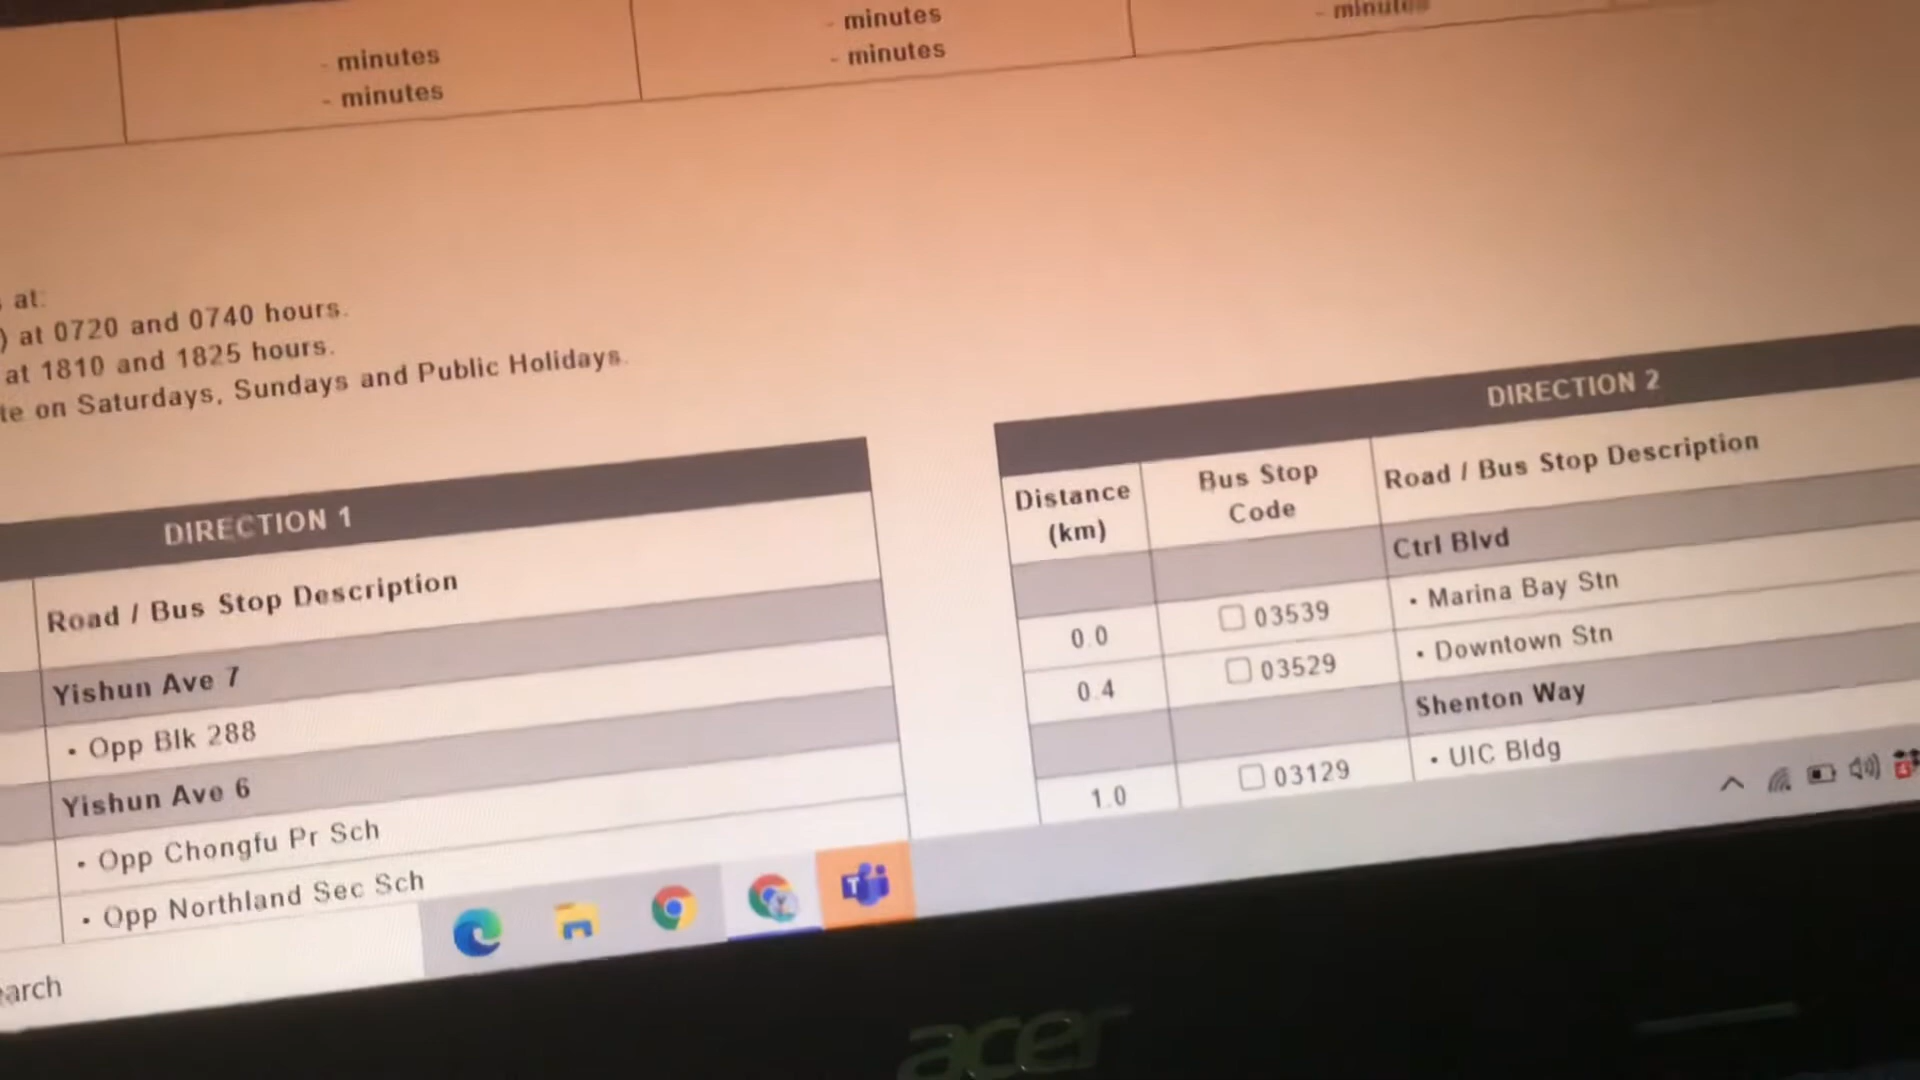 - minutes
- minutes
- minutes
- minutes
- minutes
at:
) at 0720 and 0740 hours.
at 1810 and 1825 hours.
te on Saturdays, Sundays and Public Holidays.
DIRECTION 1
Road / Bus Stop Description
Yishun Ave 7
• Opp Blk 288
Yishun Ave 6
• Opp Chongfu Pr Sch
• Opp Northland Sec Sch
DIRECTION 2
Distance (km)
Bus Stop Code
Road / Bus Stop Description
Ctrl Blvd
0.0 03539 • Marina Bay Stn
0.4 03529 • Downtown Stn
Shenton Way
1.0 03129 • UIC Bldg
earch
acer